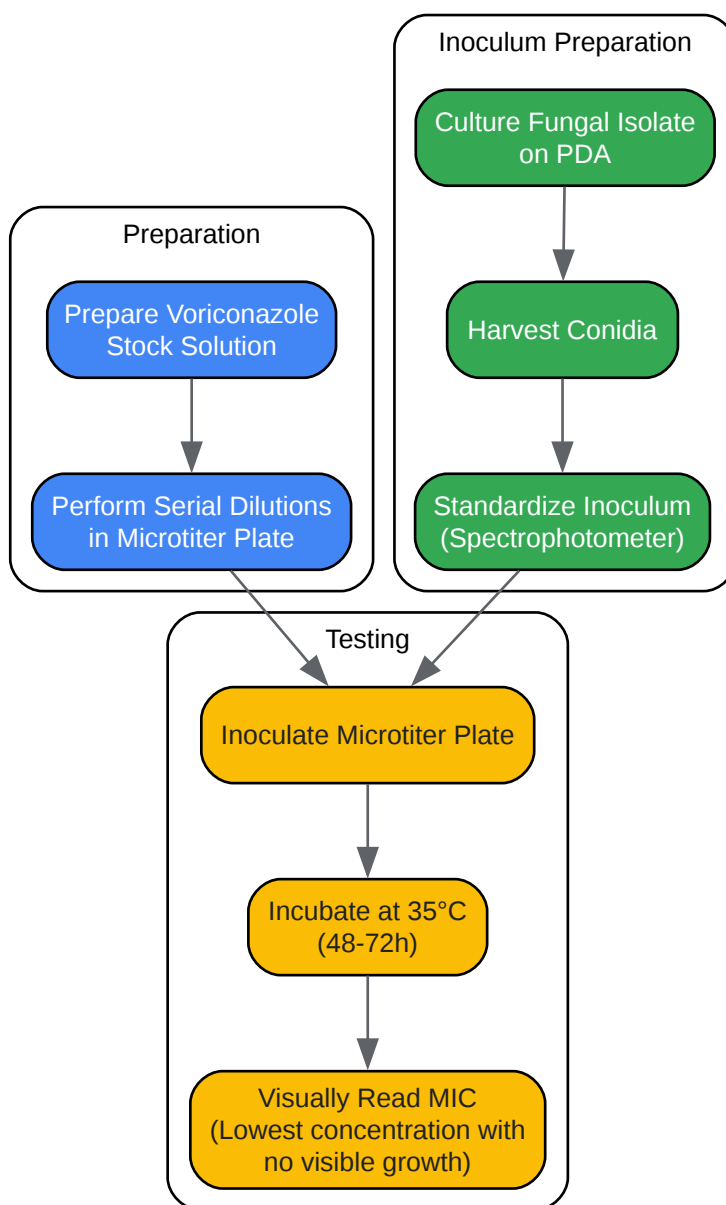 Inoculum Preparation
Culture Fungal Isolate
on PDA
Harvest Conidia
Standardize Inoculum
(Spectrophotometer)
Preparation
Prepare Voriconazole
Stock Solution
Perform Serial Dilutions
in Microtiter Plate
Testing
Inoculate Microtiter Plate
Incubate at 35°C
(48-72h)
Visually Read MIC
(Lowest concentration with
no visible growth)